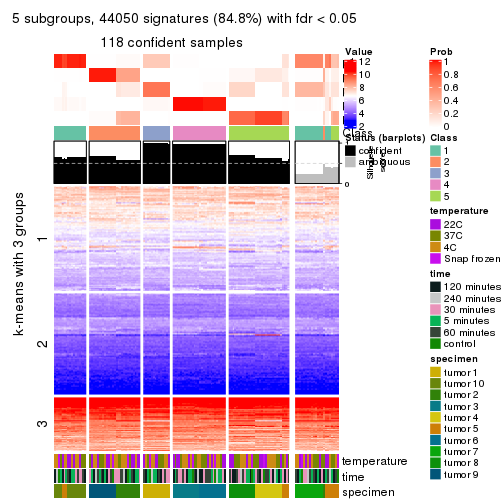 5 subgroups, 44050 signatures (84.8%) with fdr < 0.05
118 confident samples
k-means with 3 groups
1
2
3
Value
12
10
8
6
4
2
Class
Status (barplots)
confident
ambiguous
0
temperature
time
specimen
Prob
1
0.8
0.6
0.4
0.2
0
Class
1
2
3
4
5
temperature
22C
37C
4C
Snap frozen
time
120 minutes
240 minutes
30 minutes
5 minutes
60 minutes
control
specimen
tumor 1
tumor 10
tumor 2
tumor 3
tumor 4
tumor 5
tumor 6
tumor 7
tumor 8
tumor 9